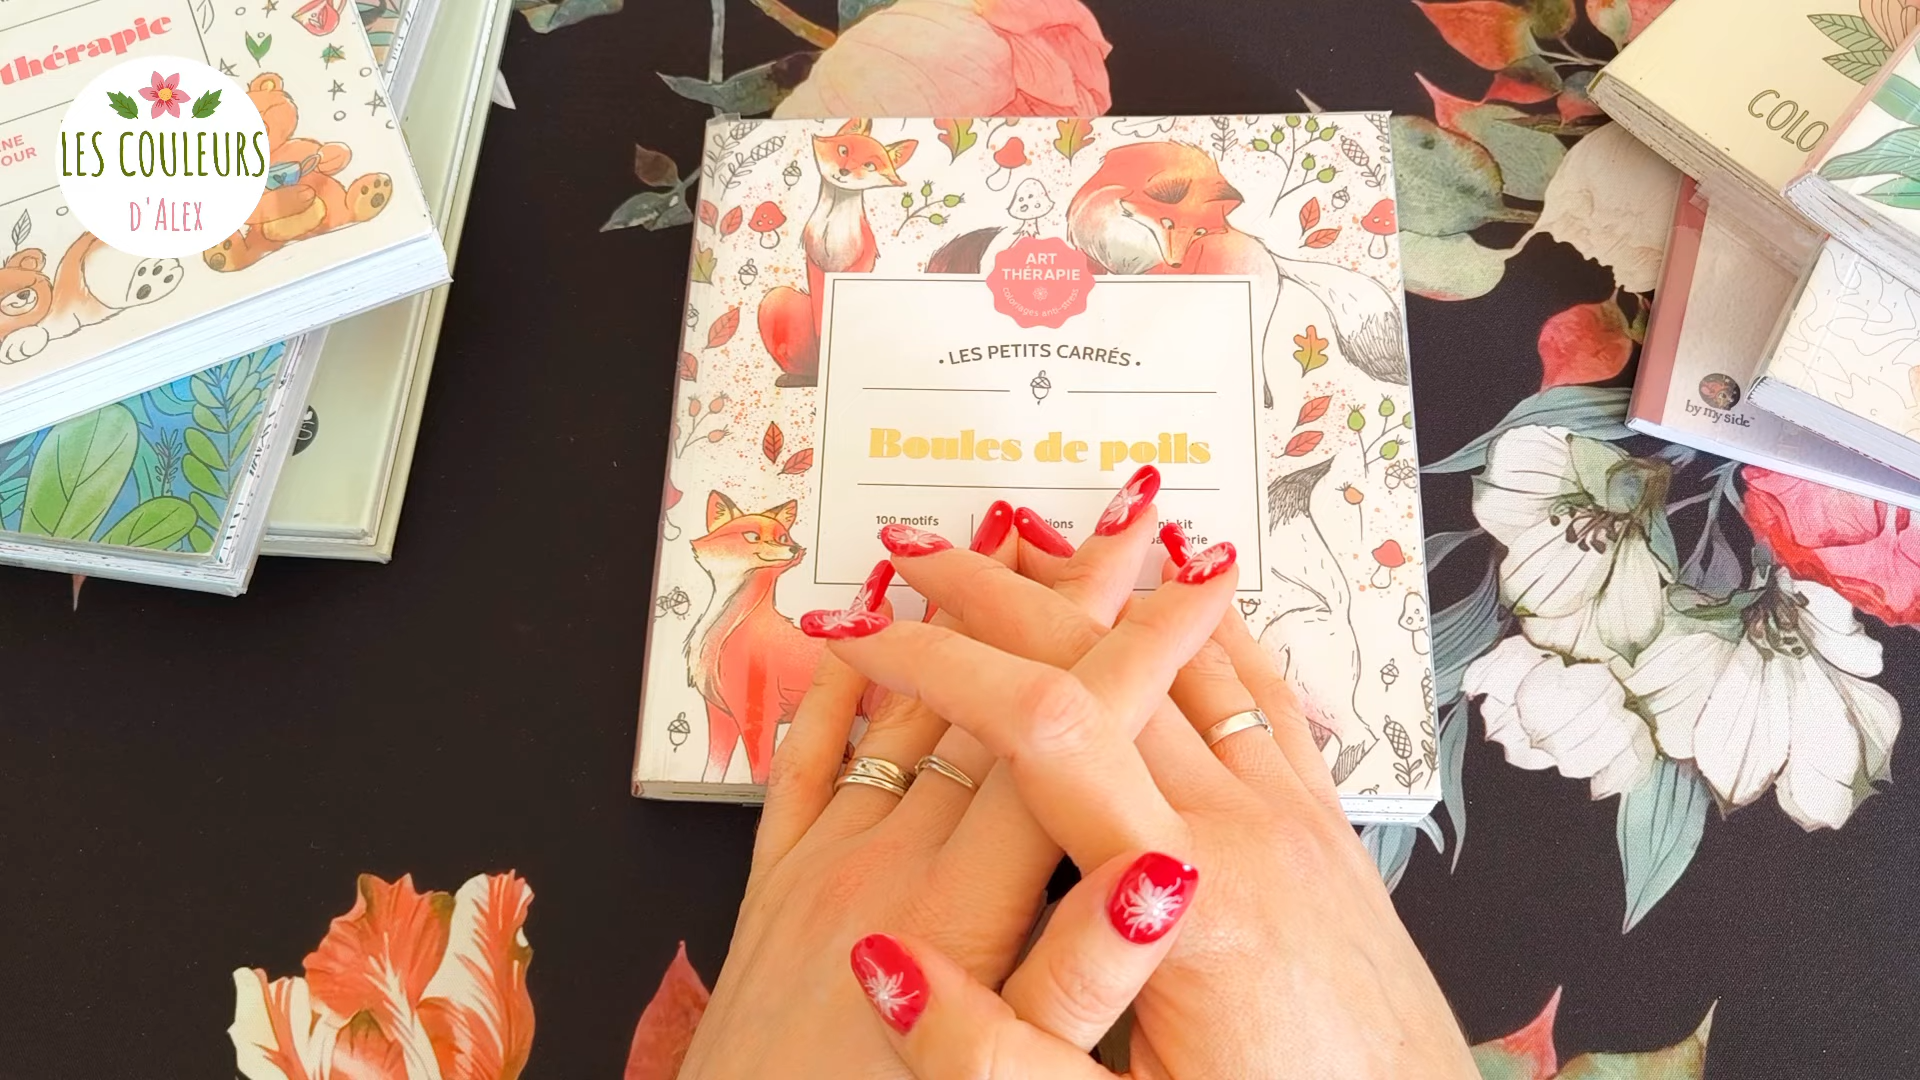 thérapie
LES COULEURS
d'Alex
ART
THÉRAPIE
coloriages anti-stress
• LES PETITS CARRÉS •
Boules de poils
100 motifs
COLO
by my side